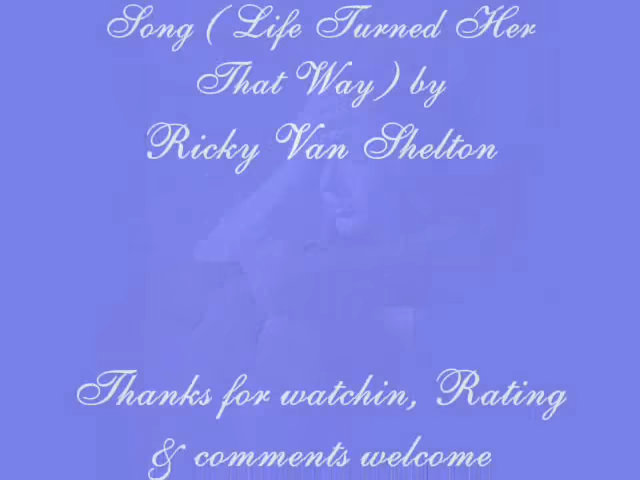 Song ( Life Turned Her
That Way ) by
Ricky Van Shelton
Thanks for watchin, Rating
& comments welcome